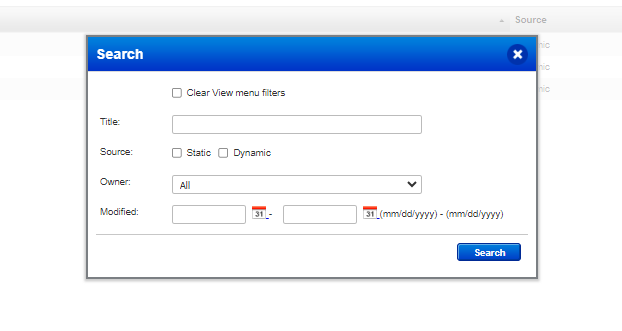 Source
Search
Clear View menu filters
Title:
Source: Static Dynamic
Owner: All
Modified: 31 - 31 (mm/dd/yyyy) - (mm/dd/yyyy)
Search